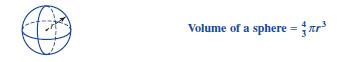 r
Volume of a sphere = 4/3 πr³